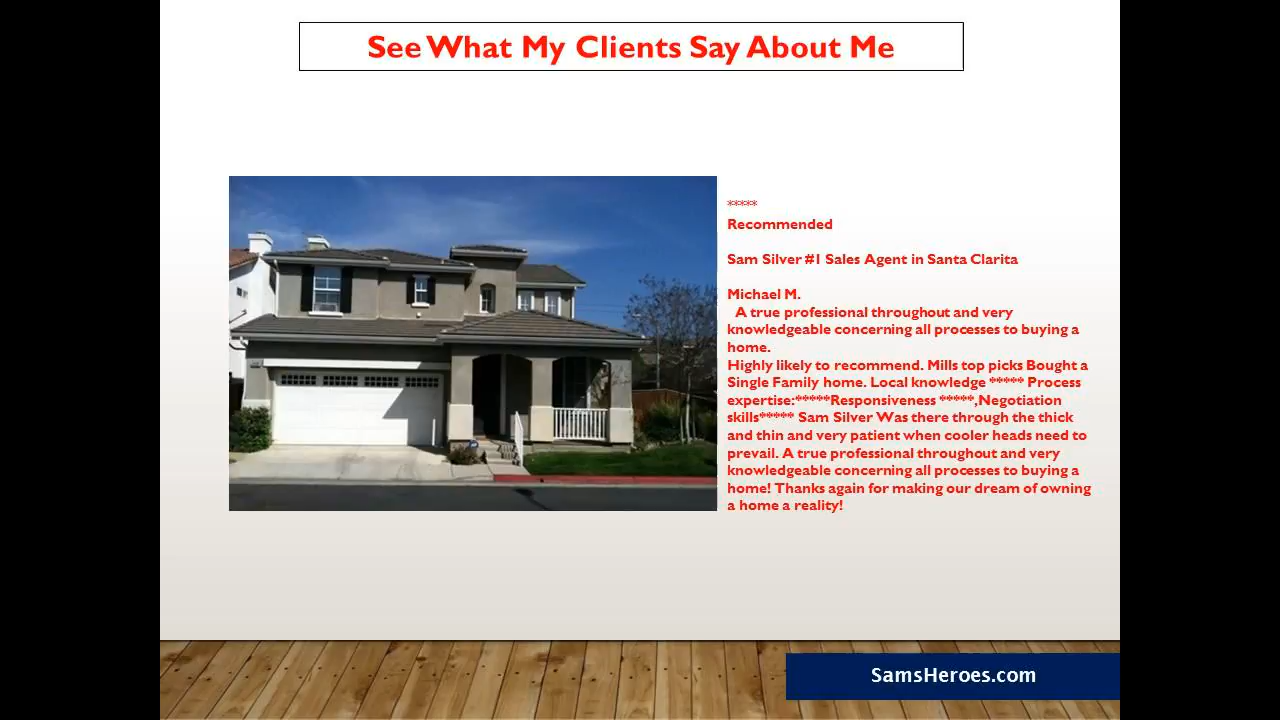 See What My Clients Say About Me
*****
Recommended
Sam Silver #1 Sales Agent in Santa Clarita
Michael M.
A true professional throughout and very
knowledgeable concerning all processes to buying a
home.
Highly likely to recommend. Mills top picks Bought a
Single Family home. Local knowledge ***** Process
expertise:*****Responsiveness *****,Negotiation
skills***** Sam Silver Was there through the thick
and thin and very patient when cooler heads need to
prevail. A true professional throughout and very
knowledgeable concerning all processes to buying a
home! Thanks again for making our dream of owning
a home a reality!
SamsHeroes.com